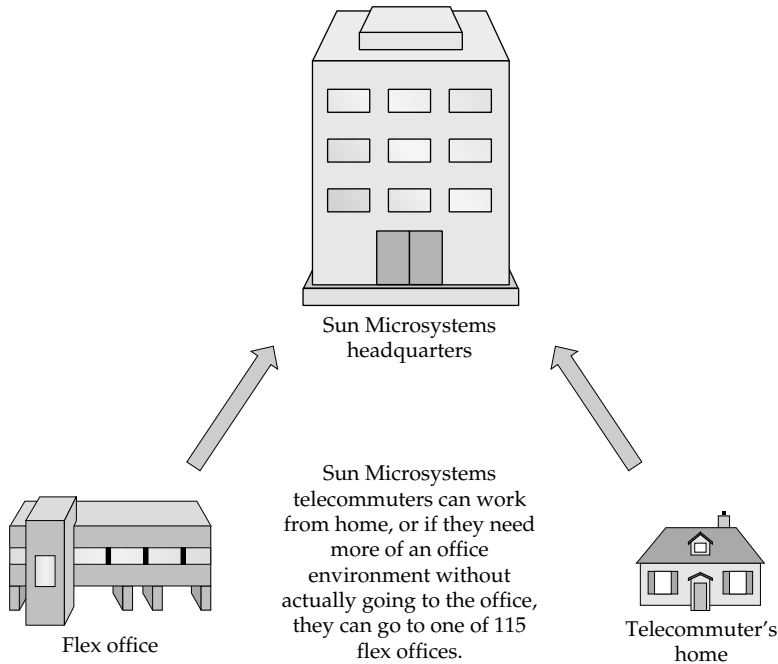 Sun Microsystems
headquarters
Sun Microsystems
telecommuters can work
from home, or if they need
more of an office
environment without
actually going to the office,
they can go to one of 115
flex offices.
Flex office
Telecommuter's
home